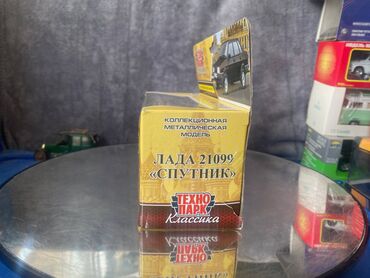 КОЛЛЕКЦИОННАЯ
МЕТАЛЛИЧЕСКАЯ
МОДЕЛЬ
ЛАДА 21099
«СПУТНИК»
ТЕХНО
ПАРК
Классика